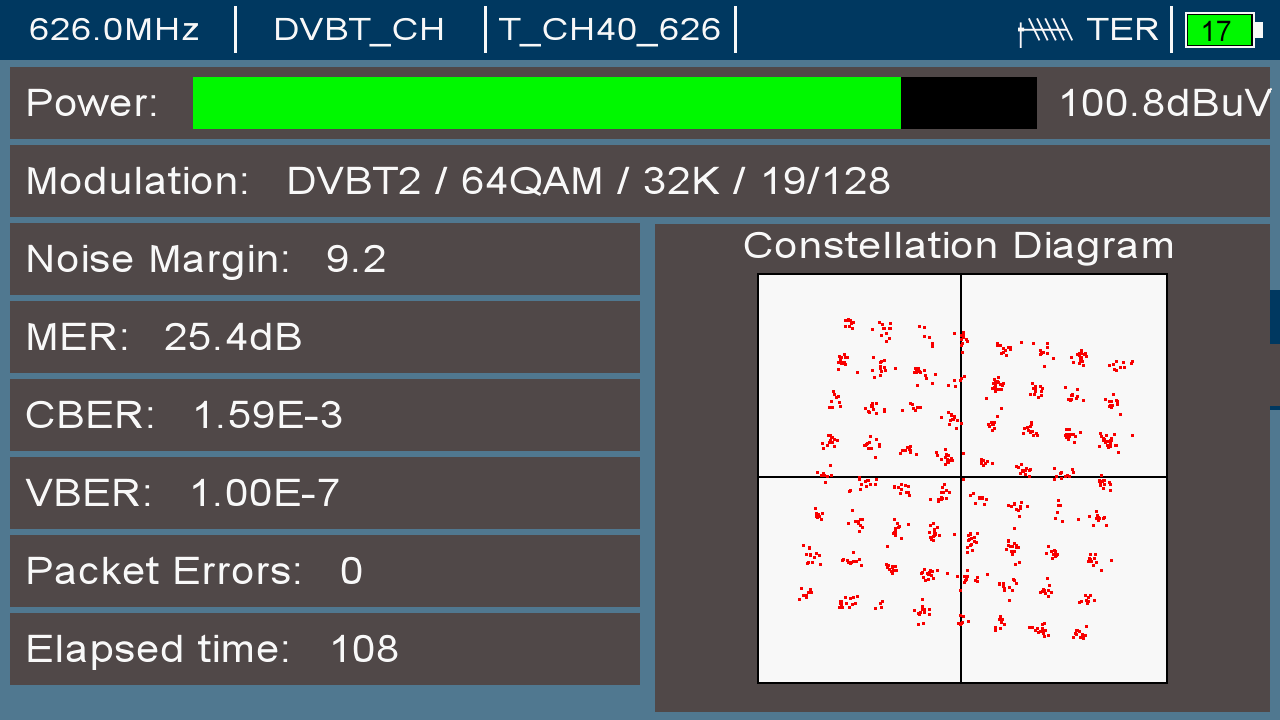 626.0MHz DVBT_CH T_CH40_626 TER 17
Power: 100.8dBuV
Modulation: DVBT2 / 64QAM / 32K / 19/128
Noise Margin: 9.2
Constellation Diagram
MER: 25.4dB
CBER: 1.59E-3
VBER: 1.00E-7
Packet Errors: 0
Elapsed time: 108